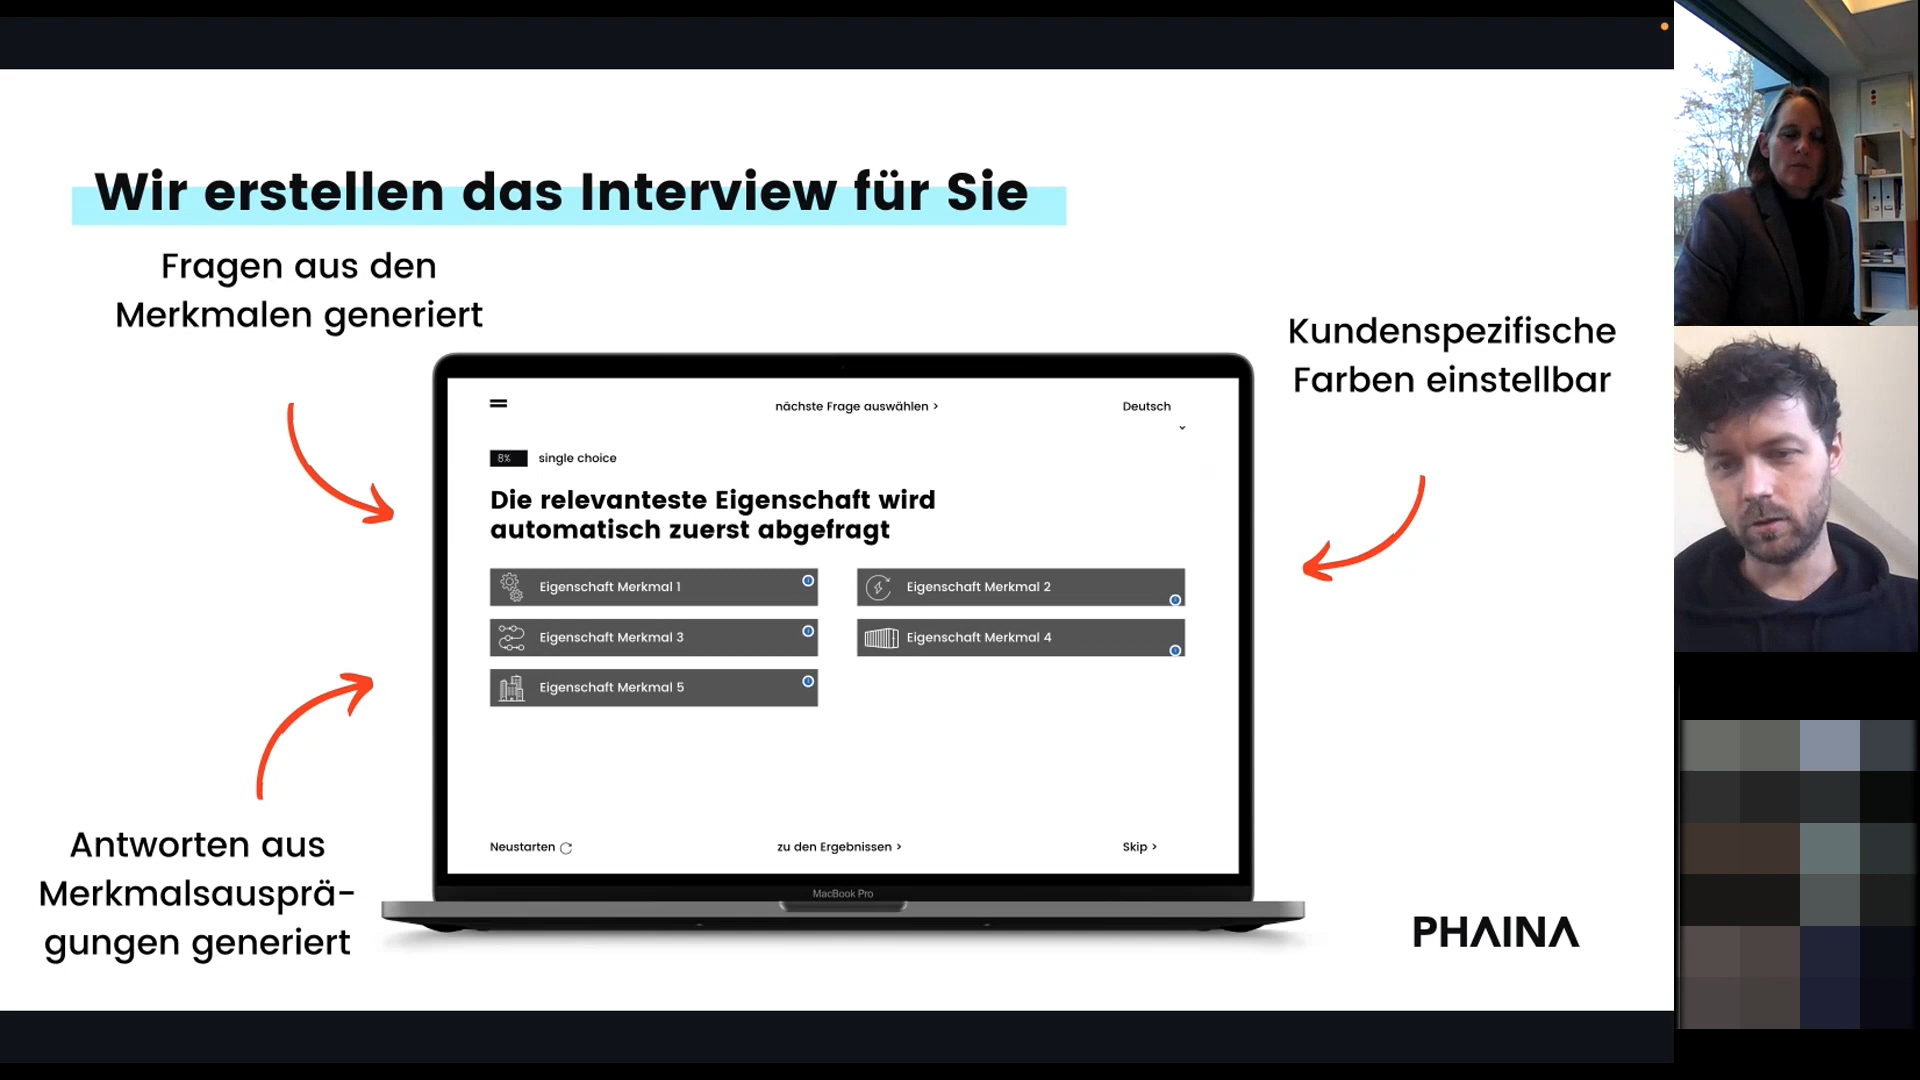 Wir erstellen das Interview für Sie
Fragen aus den
Merkmalen generiert
Kundenspezifische
Farben einstellbar
nächste Frage auswählen >
Deutsch
8%
single choice
Die relevanteste Eigenschaft wird
automatisch zuerst abgefragt
Eigenschaft Merkmal 1
Eigenschaft Merkmal 2
Eigenschaft Merkmal 3
Eigenschaft Merkmal 4
Eigenschaft Merkmal 5
Neustarten
zu den Ergebnissen >
Skip >
MacBook Pro
Antworten aus
Merkmalsausprä-
gungen generiert
PHAINA